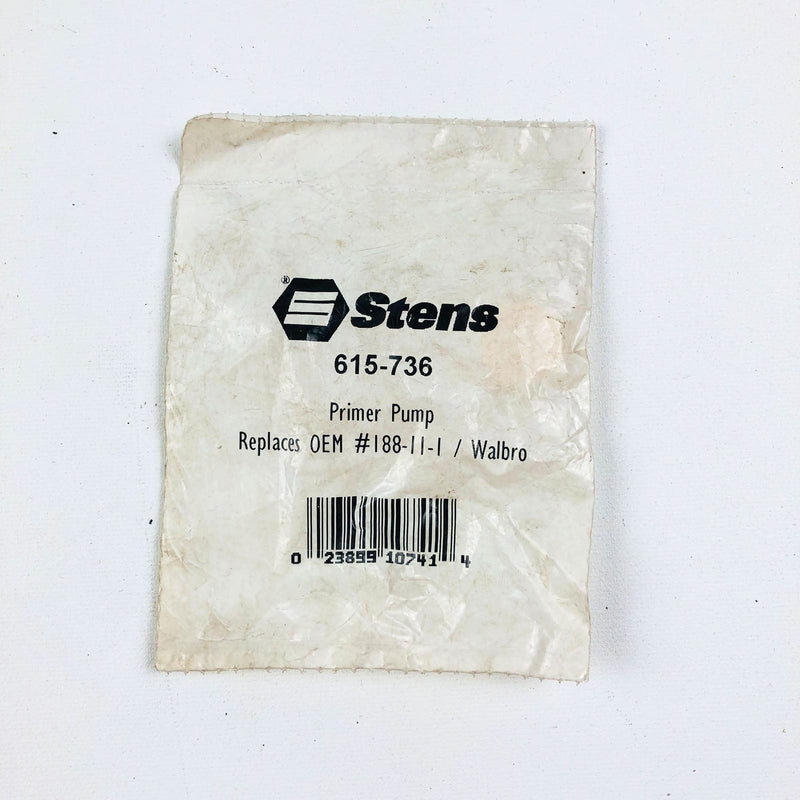 ® Stens
615-736
Primer Pump
Replaces OEM #188-11-1 / Walbro
0 23899 10741 4